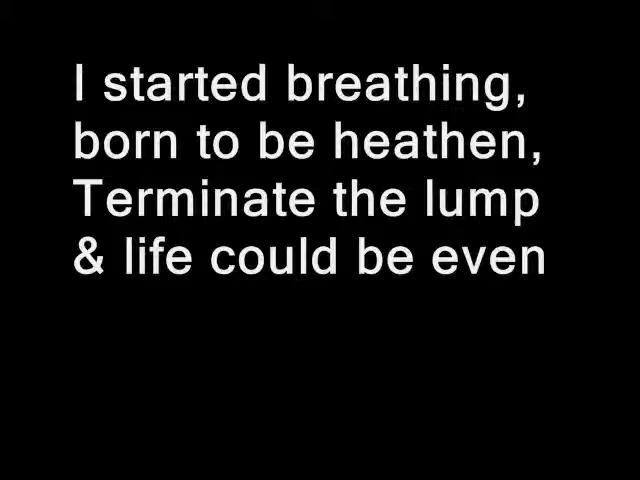 I started breathing,
born to be heathen,
Terminate the lump
& life could be even